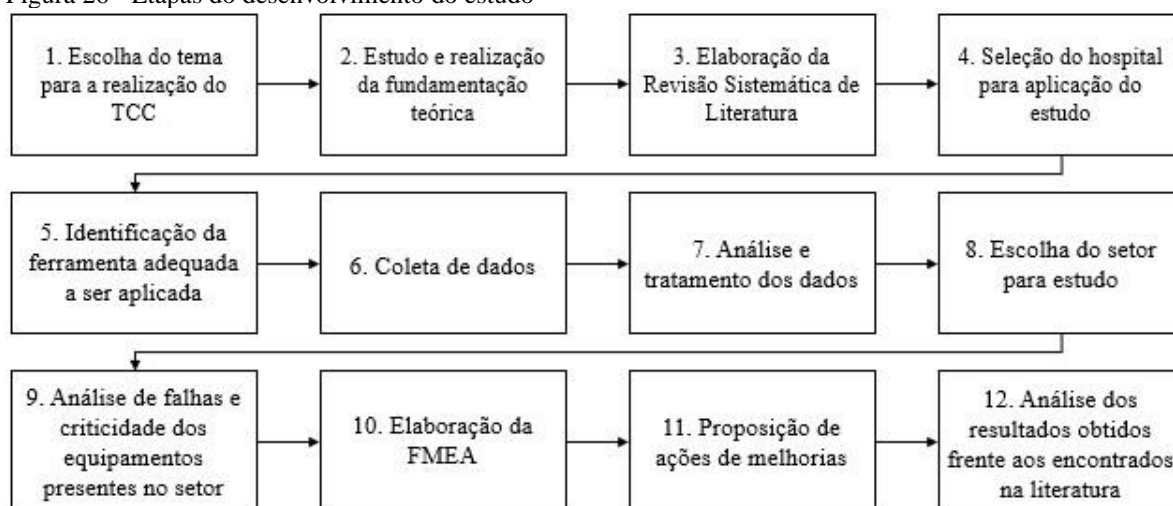 Figura 26 - Etapas do desenvolvimento do estudo
1. Escolha do tema
para a realização do
TCC
2. Estudo e realização
da fundamentação
teórica
3. Elaboração da
Revisão Sistemática de
Literatura
4. Seleção do hospital
para aplicação do
estudo
5. Identificação da
ferramenta adequada
a ser aplicada
6. Coleta de dados
7. Análise e
tratamento dos dados
8. Escolha do setor
para estudo
9. Análise de falhas e
criticidade dos
equipamentos
presentes no setor
10. Elaboração da
FMEA
11. Proposição de
ações de melhorias
12. Análise dos
resultados obtidos
frente aos encontrados
na literatura